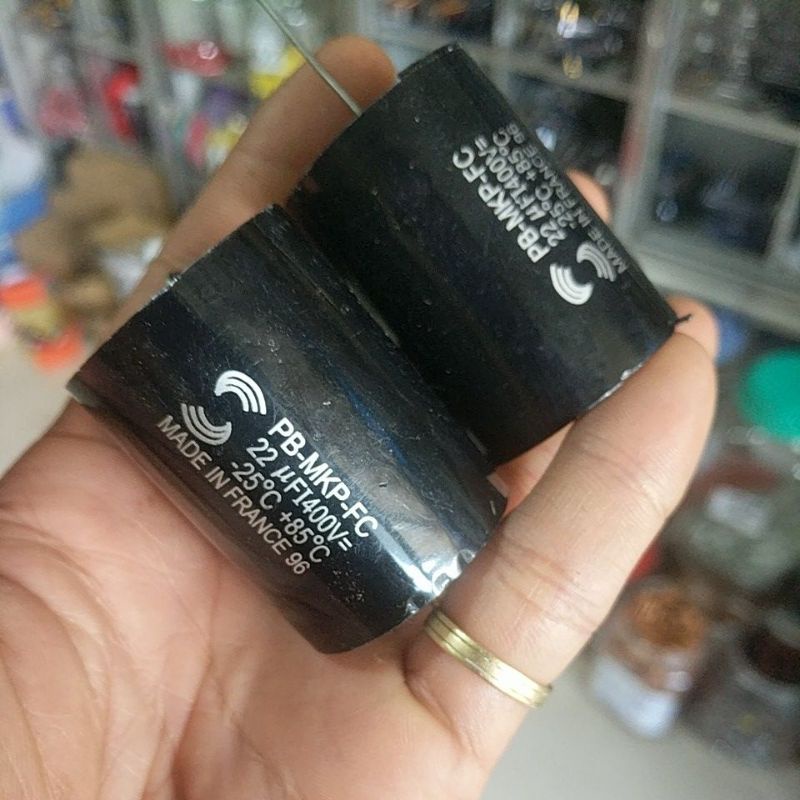 PB-MKP-FC
22 µF1400V=
-25°C +85°C
MADE IN FRANCE 96
PB-MKP-FC
22 µF1400V=
25°C +85°C
MADE IN FRANCE 96